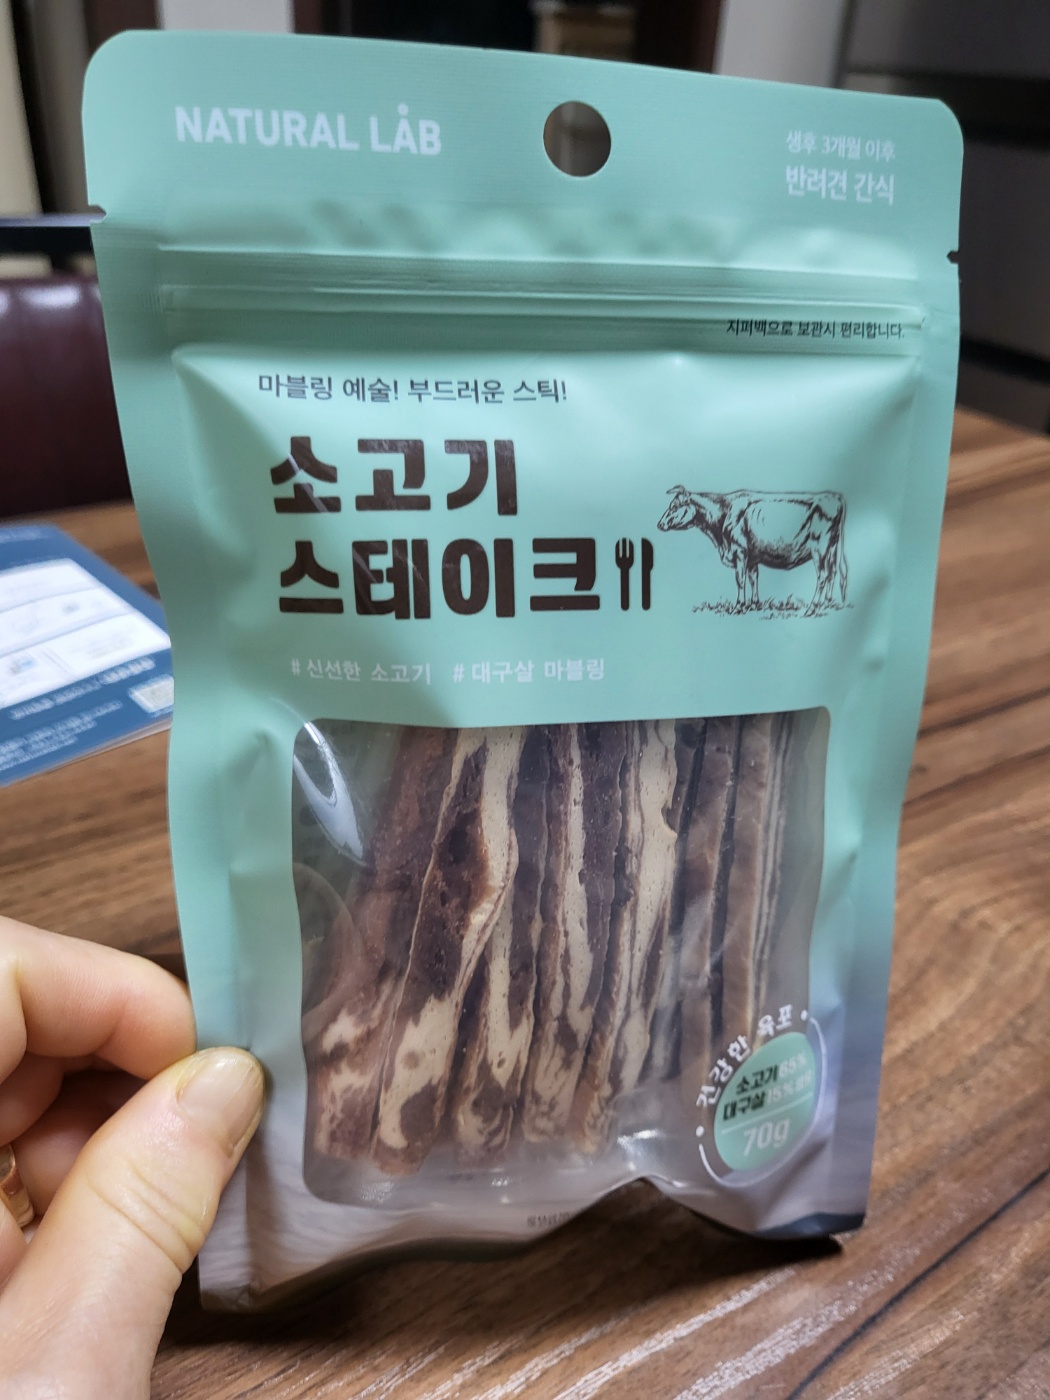 NATURAL LAB
생후 3개월 이후
반려견 간식
지퍼백으로 보관시 편리합니다.
마블링 예술! 부드러운 스틱!
소고기
스테이크
#신선한 소고기 #대구살 마블링
건강한 육포
소고기 65%
대구살 15%
70g